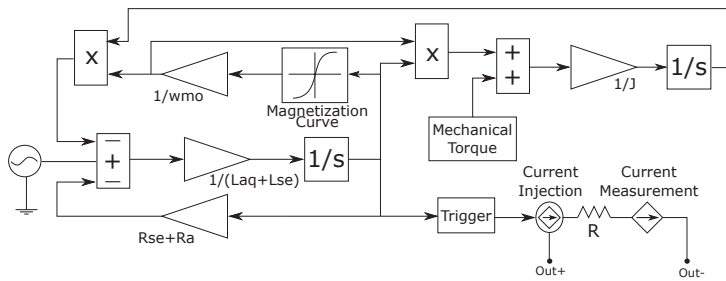 X
1/wmo
Magnetization
Curve
X
+
+
1/J
1/s
Mechanical
Torque
−
+
−
1/(Laq+Lse)
1/s
Rse+Ra
Trigger
Current
Injection
R
Current
Measurement
Out+
Out-